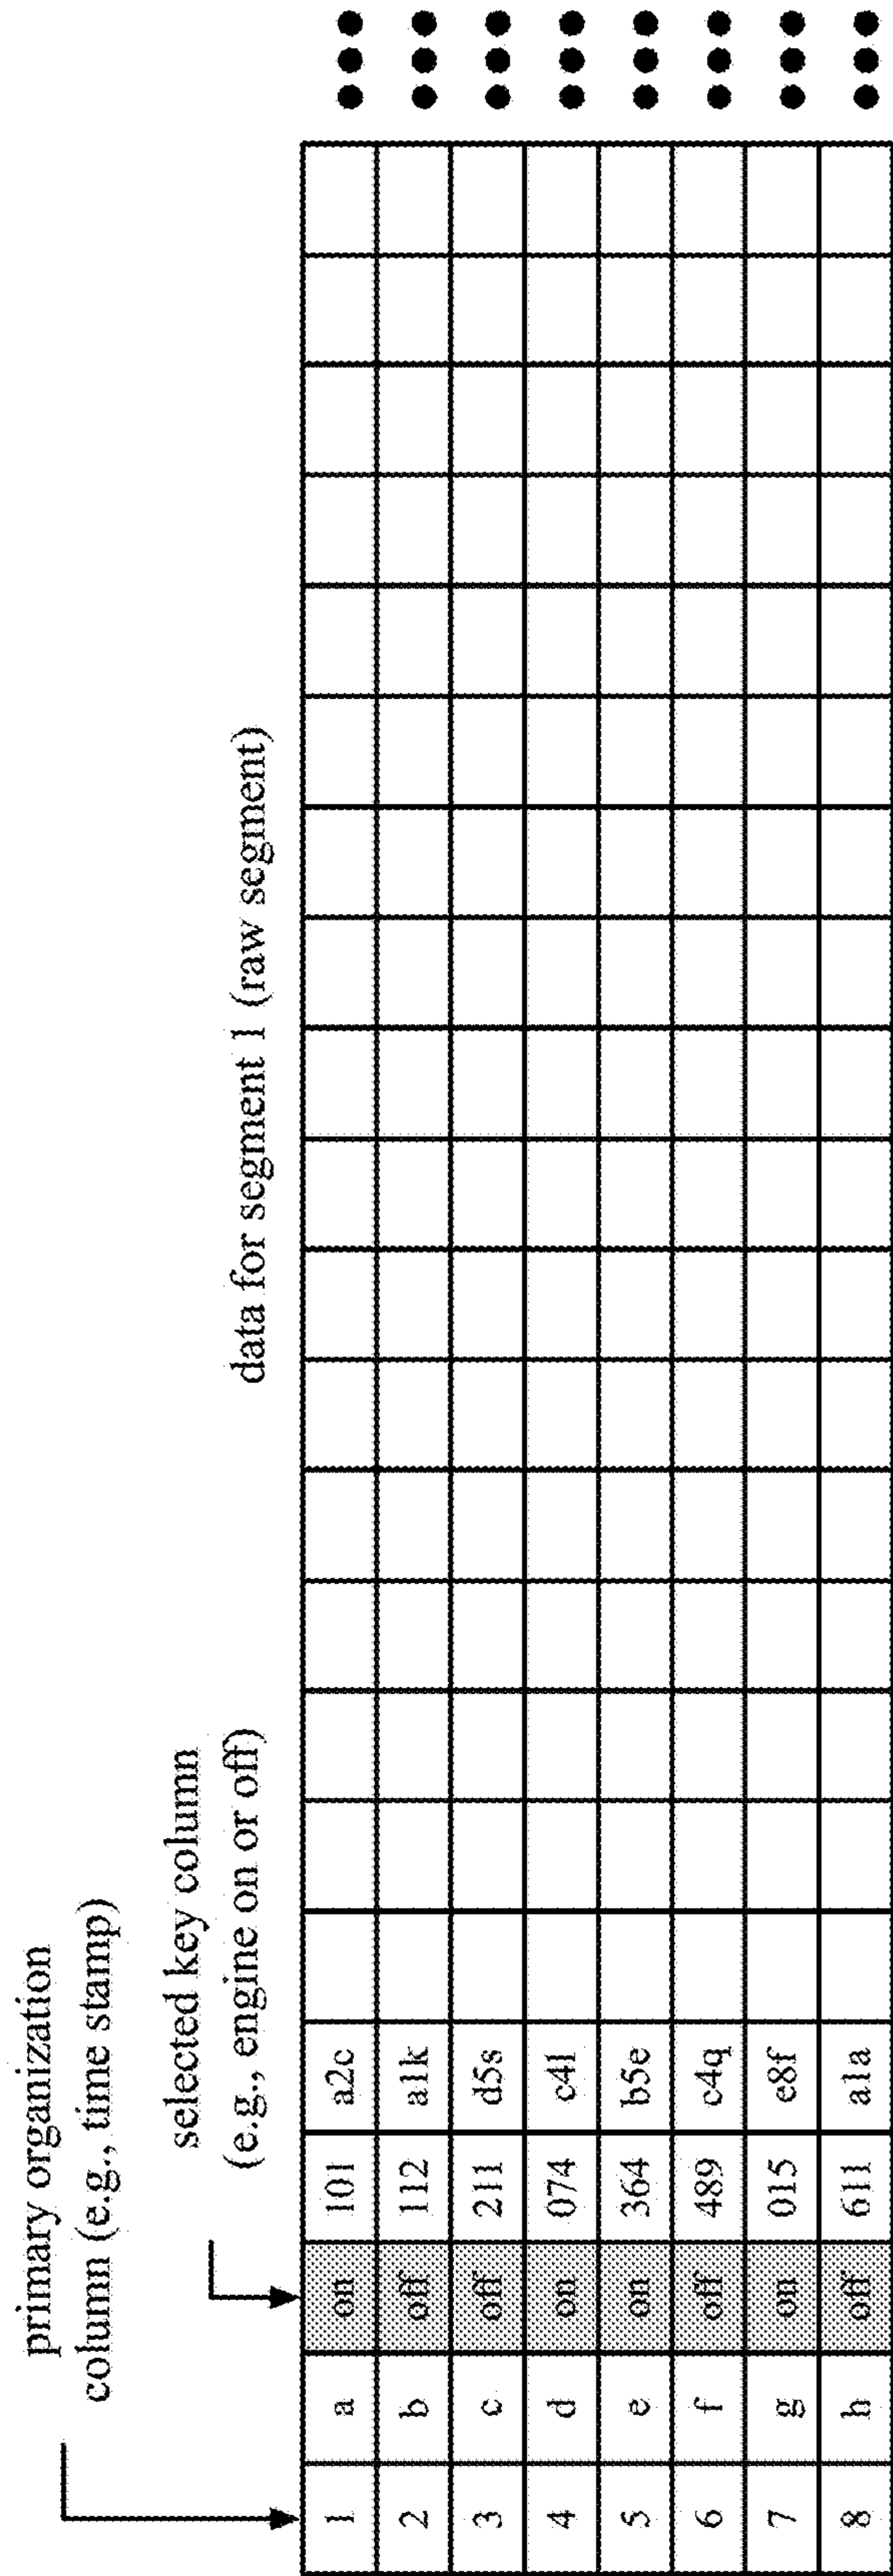 primary organization
column (e.g., time stamp)
selected key column
(e.g., engine on or off)
data for segment 1 (raw segment)
1 a on 101 a2c
2 b off 112 a1k
3 c off 211 d5s
4 d on 074 c41
5 e on 364 b5e
6 f off 489 c4q
7 g on 015 e8f
8 h off 611 a1a